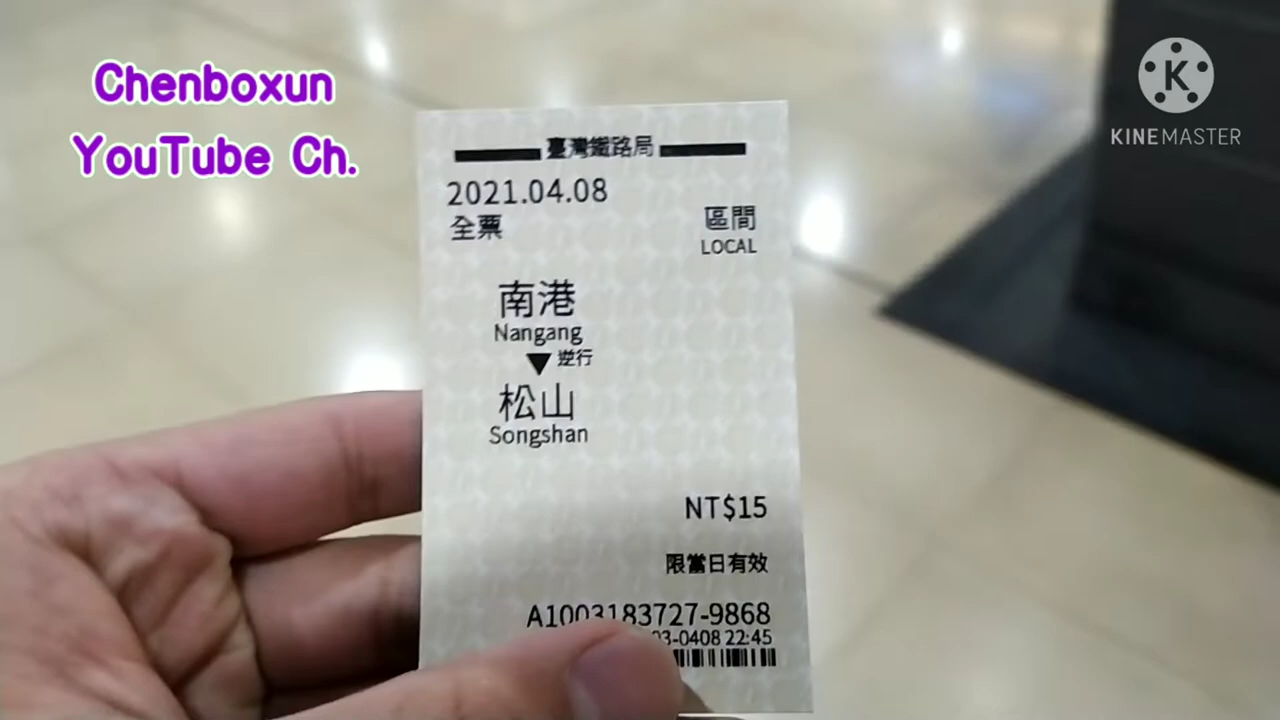 Chenboxun
YouTube Ch.
KINEMASTER
臺灣鐵路局
2021.04.08
全票
區間
LOCAL
南港
Nangang
逆行
松山
Songshan
NT$15
限當日有效
A1003183727-9868
03-0408 22:45